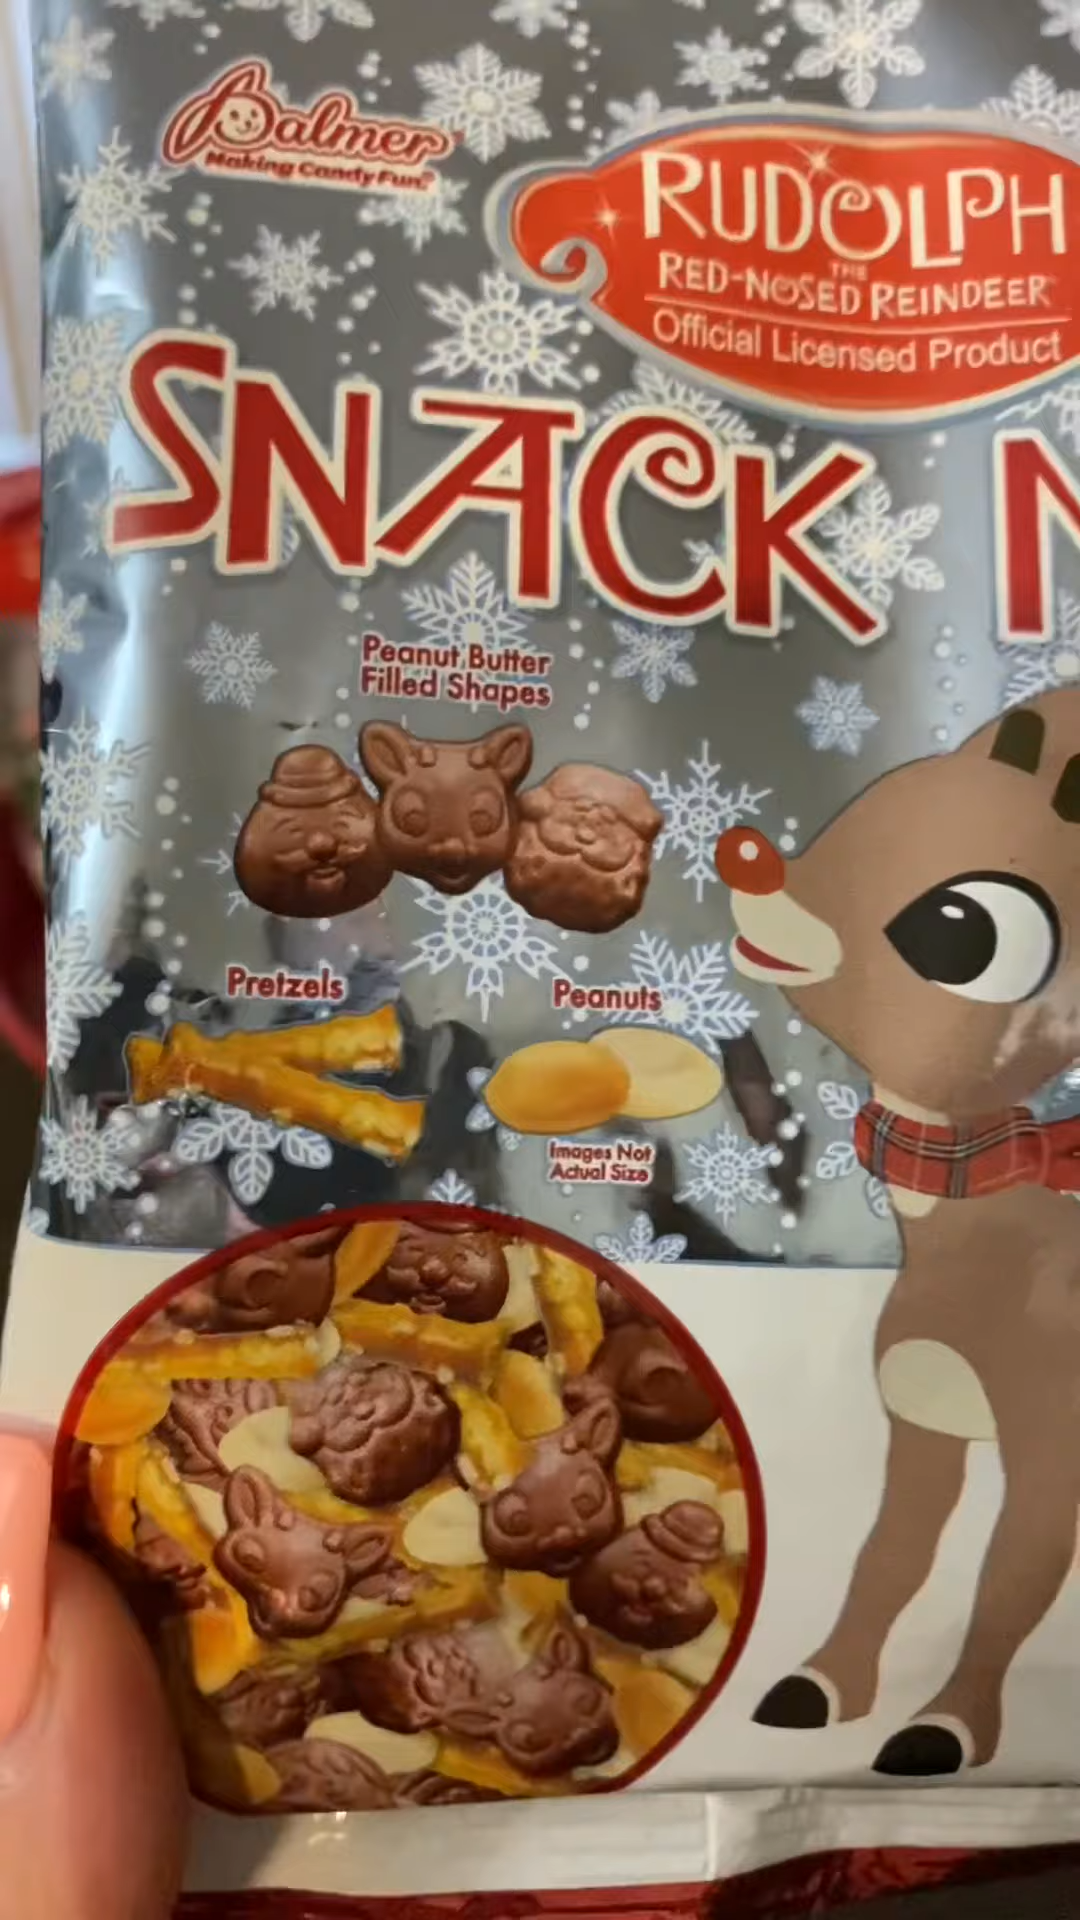 Palmer
Making Candy Fun®
RUDOLPH
THE
RED-NOSED REINDEER
Official Licensed Product
SNACK
Peanut Butter
Filled Shapes
Pretzels
Peanuts
Images Not
Actual Size